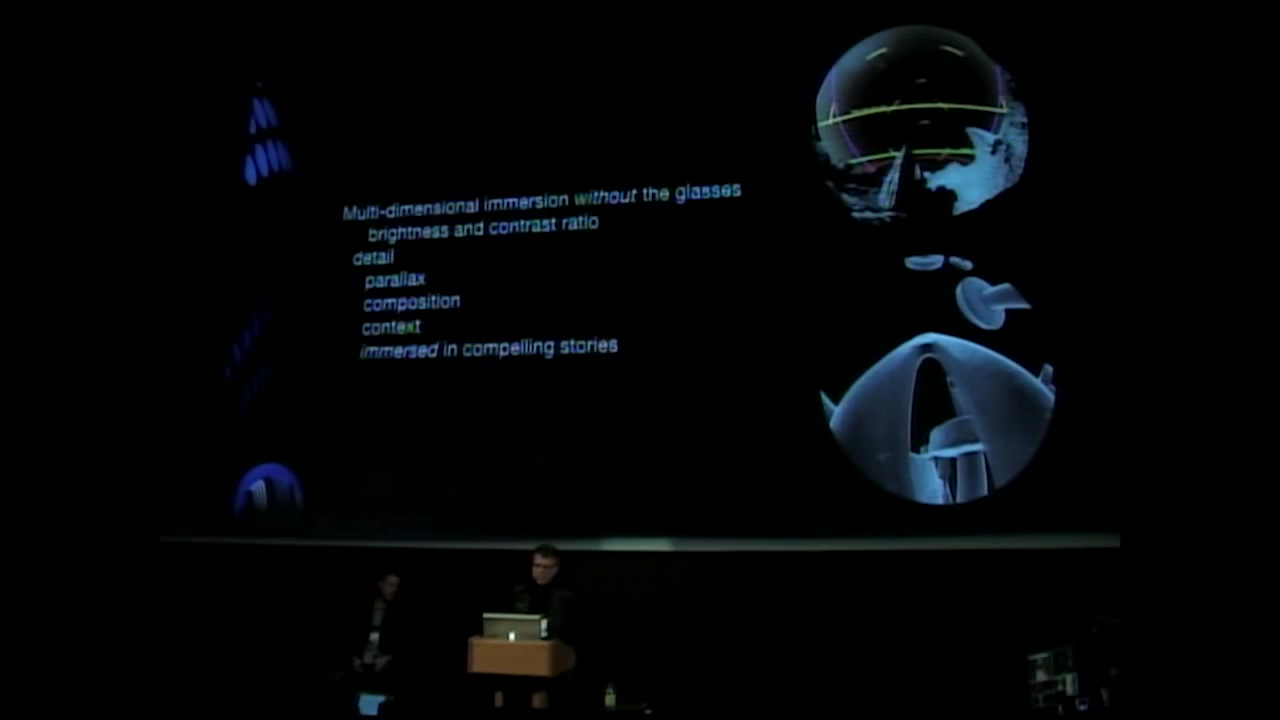 Multi-dimensional immersion without the glasses
brightness and contrast ratio
detail
parallax
composition
context
immersed in compelling stories